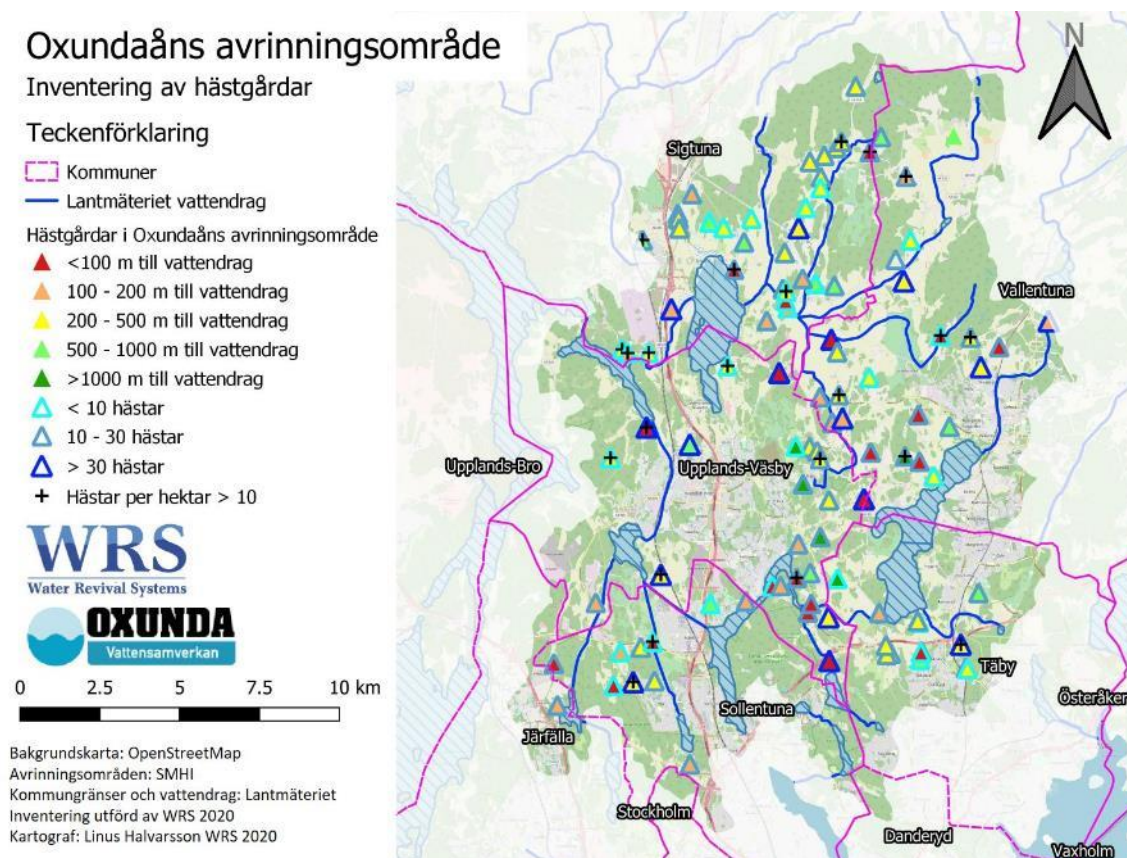 Oxundaåns avrinningsområde
Inventering av hästgårdar
Teckenförklaring
Kommuner
Lantmäteriet vattendrag
Hästgårdar i Oxundaåns avrinningsområde
<100 m till vattendrag
100 - 200 m till vattendrag
200 - 500 m till vattendrag
500 - 1000 m till vattendrag
>1000 m till vattendrag
< 10 hästar
10 - 30 hästar
> 30 hästar
Hästar per hektar > 10
WRS
Water Revival Systems
OXUNDA
Vattensamverkan
0 2.5 5 7.5 10 km
Bakgrundskarta: OpenStreetMap
Avrinningsområden: SMHI
Kommungränser och vattendrag: Lantmäteriet
Inventering utförd av WRS 2020
Kartograf: Linus Halvarsson WRS 2020
N
Sigtuna
Vallentuna
Upplands-Bro
Upplands-Väsby
Täby
Österåker
Sollentuna
Järfälla
Stockholm
Danderyd
Vaxholm